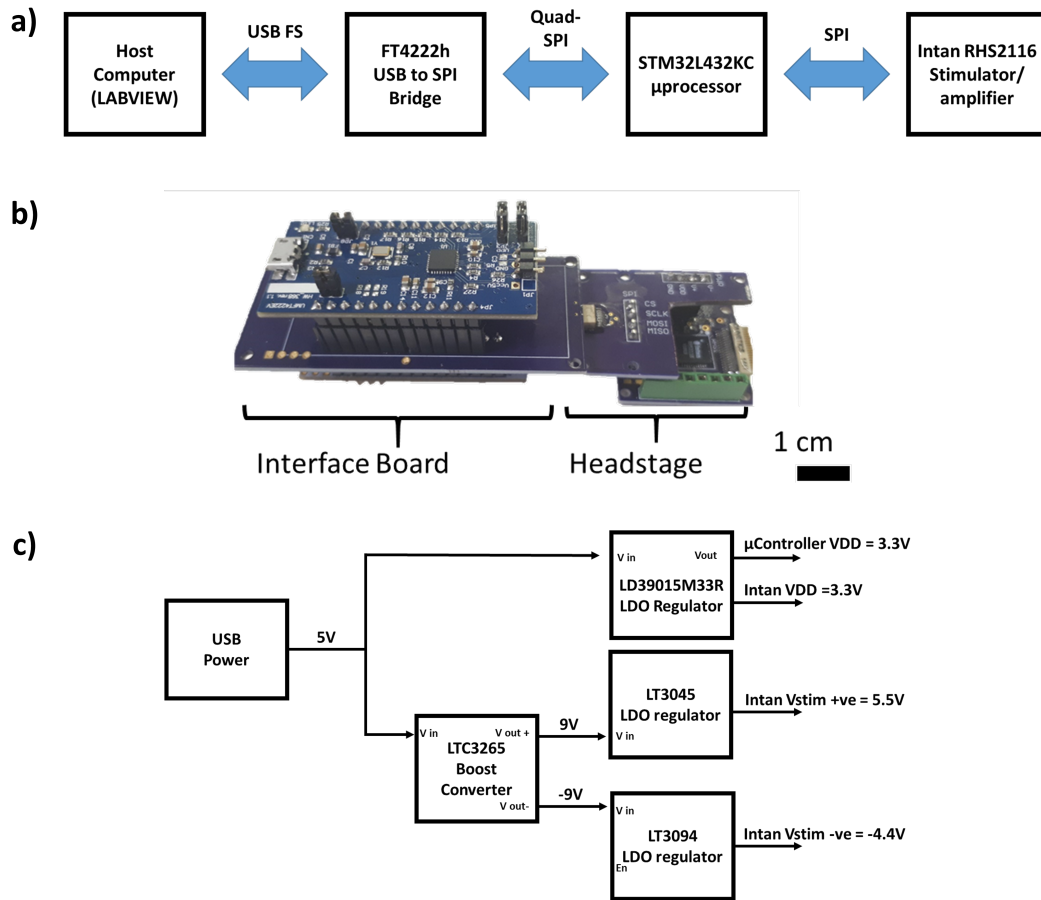 a)
Host
Computer
(LABVIEW)
USB FS
FT4222h
USB to SPI
Bridge
Quad-
SPI
STM32L432KC
µprocessor
SPI
Intan RHS2116
Stimulator/
amplifier
b)
SPI
CS
SCLK
MOSI
MISO
JP4
JP1
Vcc5V
Interface Board
Headstage
1 cm
c)
USB
Power
5V
V in
Vout
LD39015M33R
LDO Regulator
µController VDD = 3.3V
Intan VDD =3.3V
V in
V out +
LTC3265
Boost
Converter
V out-
9V
-9V
LT3045
LDO regulator
V in
Intan Vstim +ve = 5.5V
V in
LT3094
LDO regulator
En
Intan Vstim -ve = -4.4V